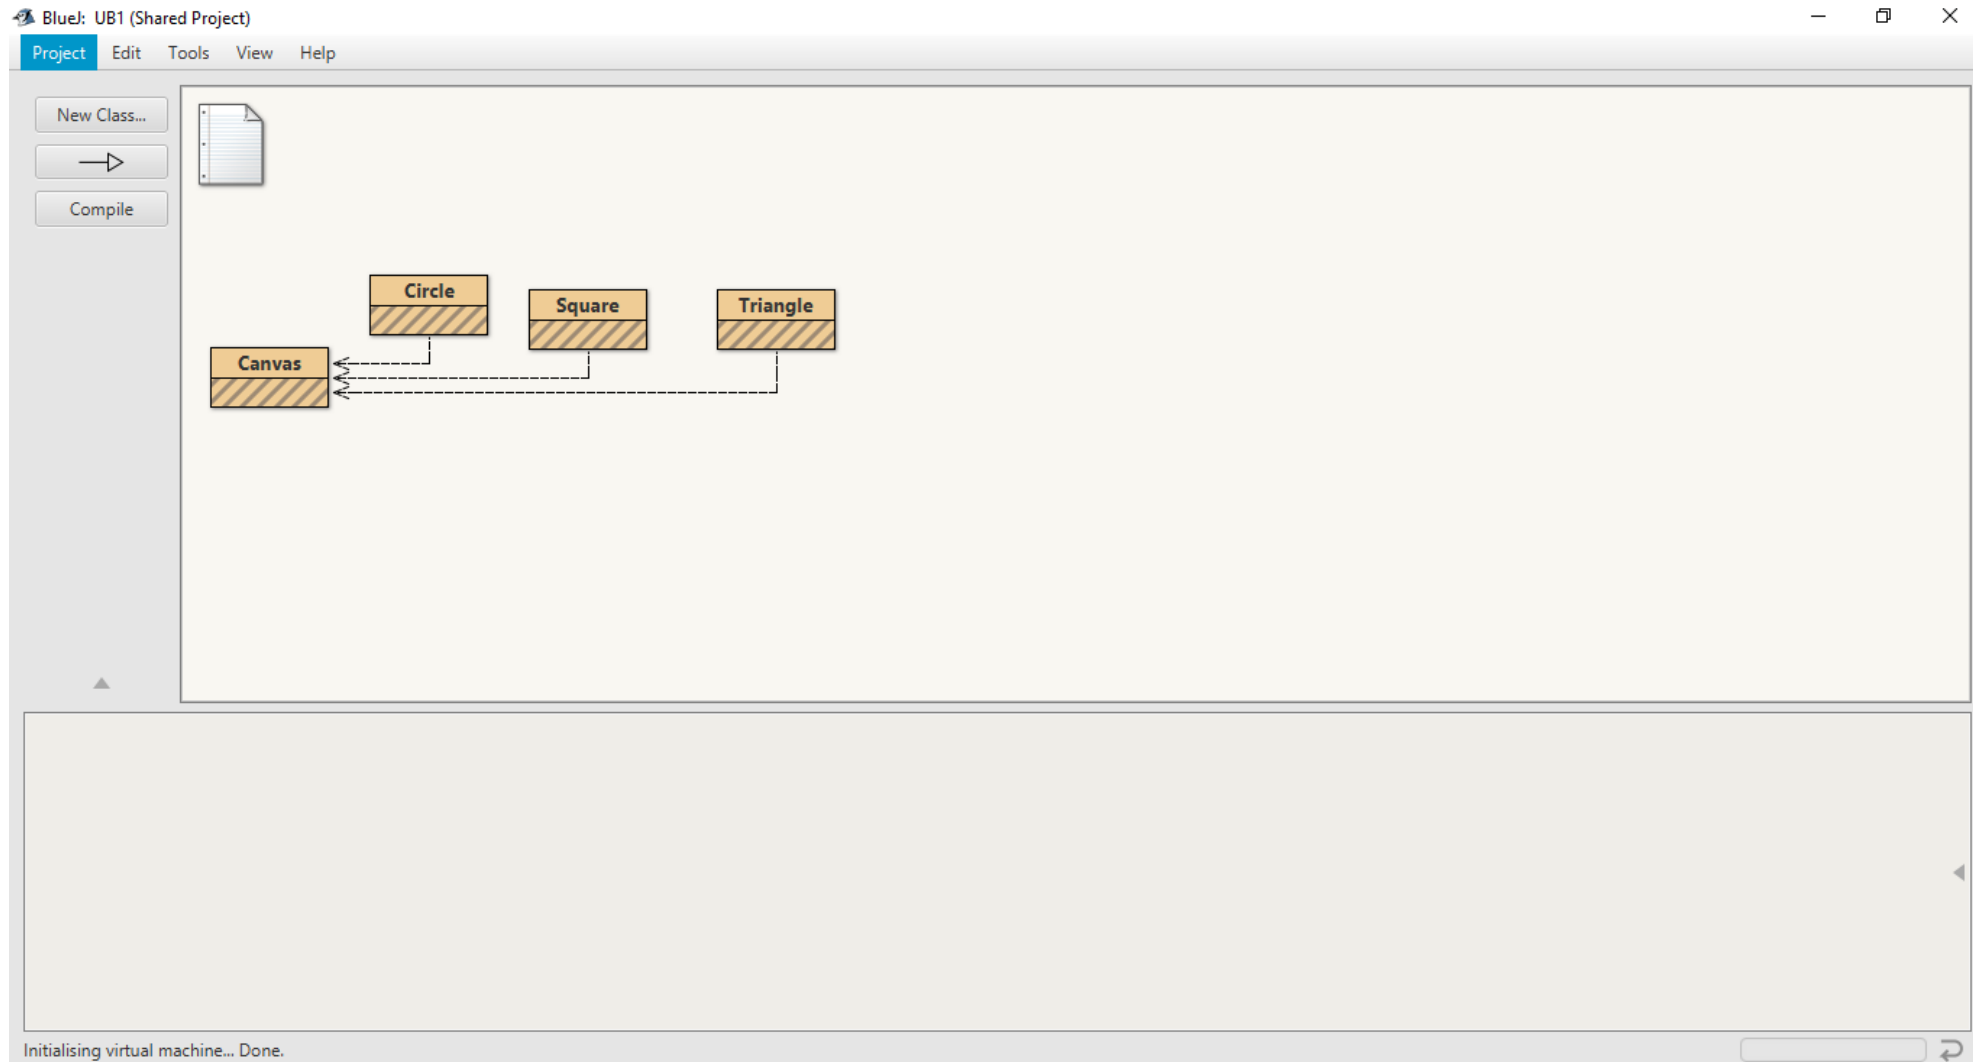 BlueJ: UB1 (Shared Project)
Project Edit Tools View Help
New Class...
Compile
Circle
Square
Triangle
Canvas
Initialising virtual machine... Done.